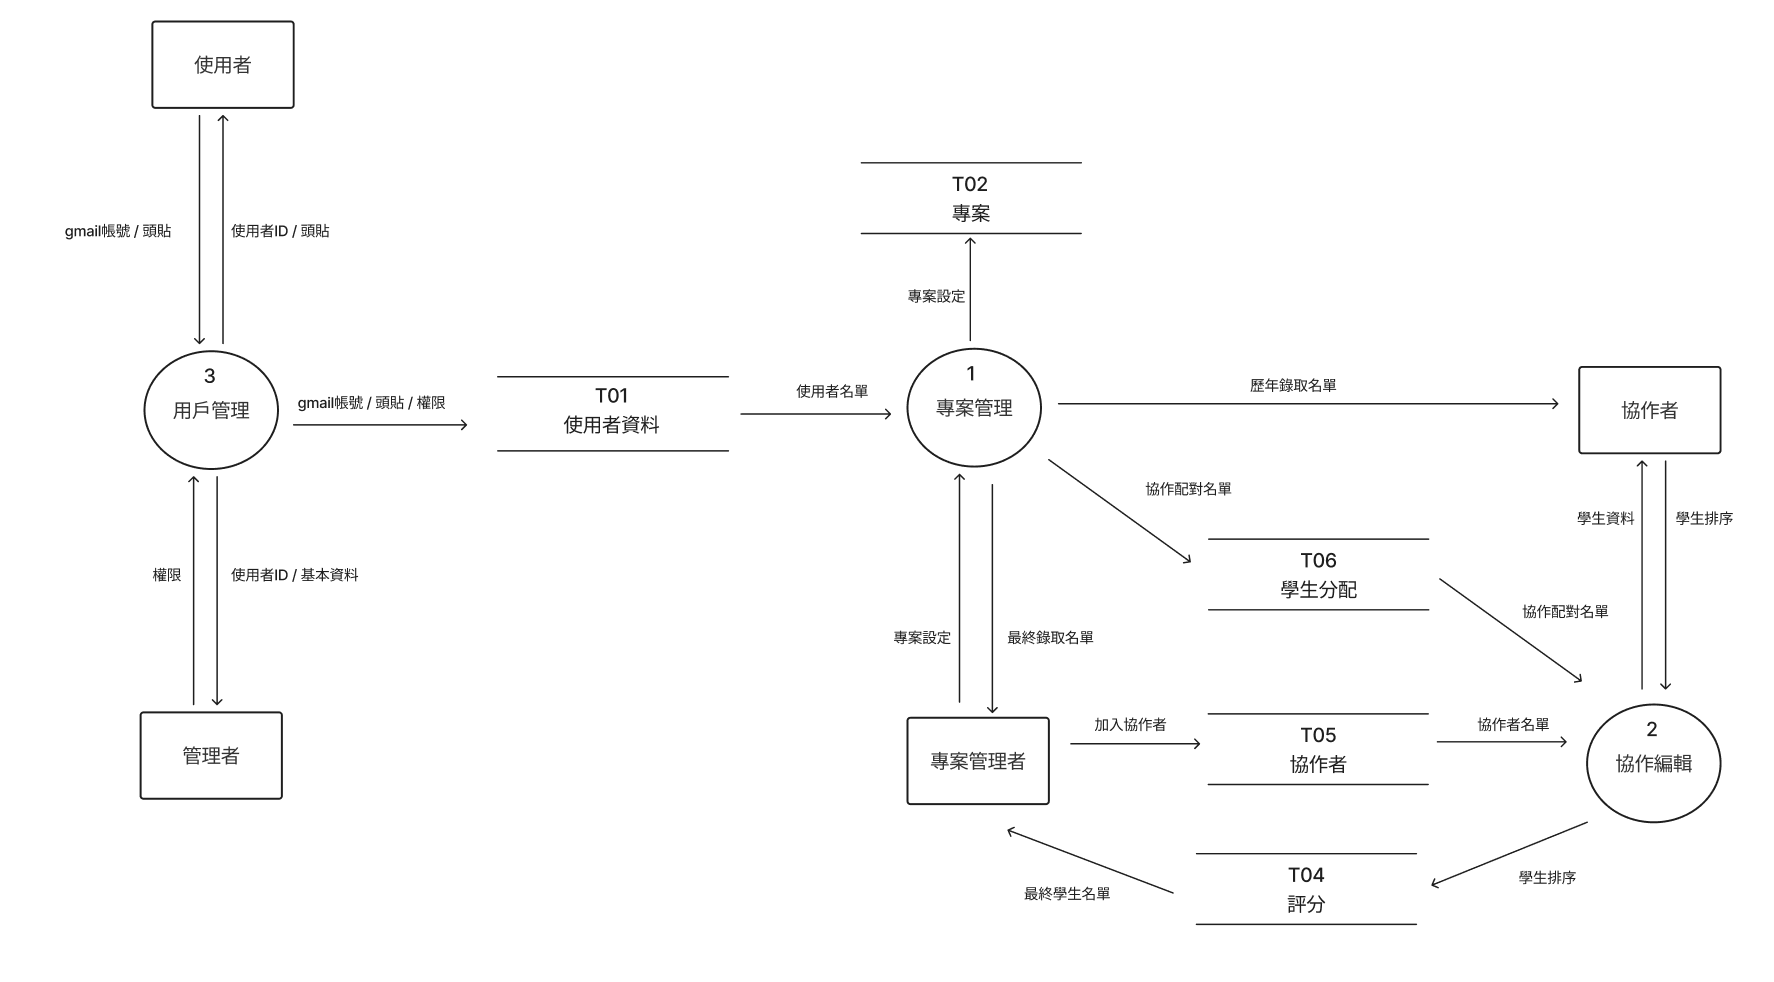 使用者
T02
專案
gmail帳號 / 頭貼
使用者ID / 頭貼
專案設定
3
用戶管理
gmail帳號 / 頭貼 / 權限
T01
使用者資料
使用者名單
1
專案管理
歷年錄取名單
協作者
協作配對名單
學生資料
學生排序
T06
學生分配
權限
使用者ID / 基本資料
協作配對名單
專案設定
最終錄取名單
管理者
專案管理者
加入協作者
T05
協作者
協作者名單
2
協作編輯
T04
評分
學生排序
最終學生名單